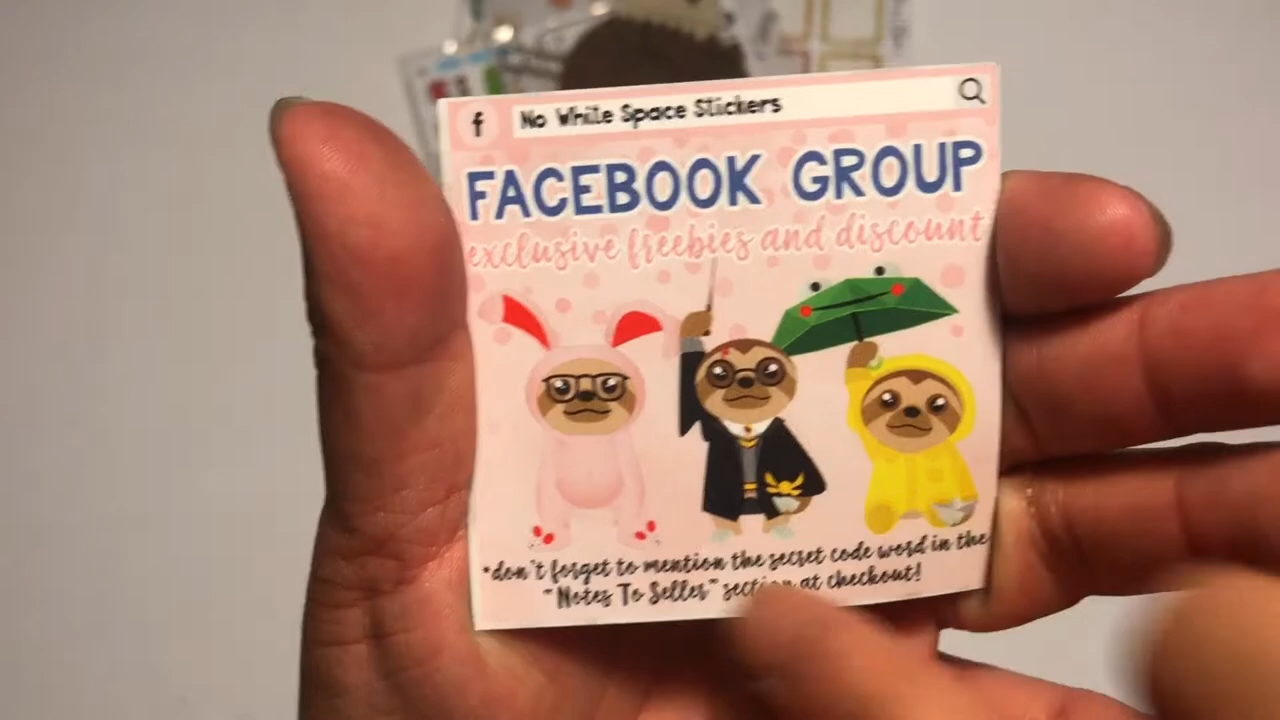 f No White Space Stickers
FACEBOOK GROUP
exclusive freebies and discount
*don't forget to mention the secret code word in the
"Notes To Seller" section at checkout!